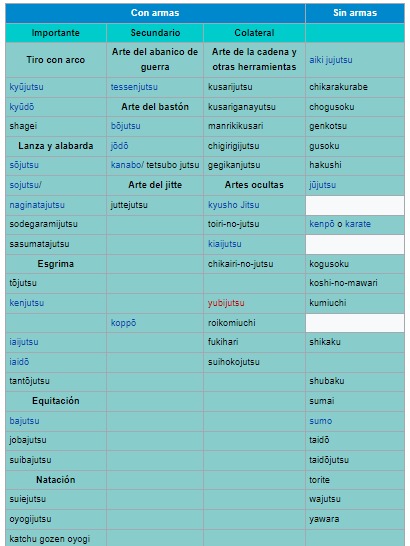 Con armas Sin armas
Importante Secundario Colateral
Tiro con arco Arte del abanico de guerra Arte de la cadena y otras herramientas aiki jujutsu
kyūjutsu tessenjutsu kusarijutsu chikarakurabe
kyūdō Arte del bastón kusariganayutsu chogusoku
shagei bōjutsu manrikikusari genkotsu
Lanza y alabarda jōdō chigirigijutsu gusoku
sōjutsu kanabo/ tetsubo jutsu gegikanjutsu hakushi
sojutsu/ Arte del jitte Artes ocultas jūjutsu
naginatajutsu juttejutsu kyusho Jitsu
sodegaramijutsu toiri-no-jutsu kenpō o karate
sasumatajutsu kiaijutsu
Esgrima chikairi-no-jutsu kogusoku
tōjutsu koshi-no-mawari
kenjutsu yubijutsu kumiuchi
koppō roikomiuchi
iaijutsu fukihari shikaku
iaidō suihokojutsu
tantōjutsu shubaku
Equitación sumai
bajutsu sumo
jobajutsu taidō
suibajutsu taidōjutsu
Natación torite
suiejutsu wajutsu
oyogijutsu yawara
katchu gozen oyogi